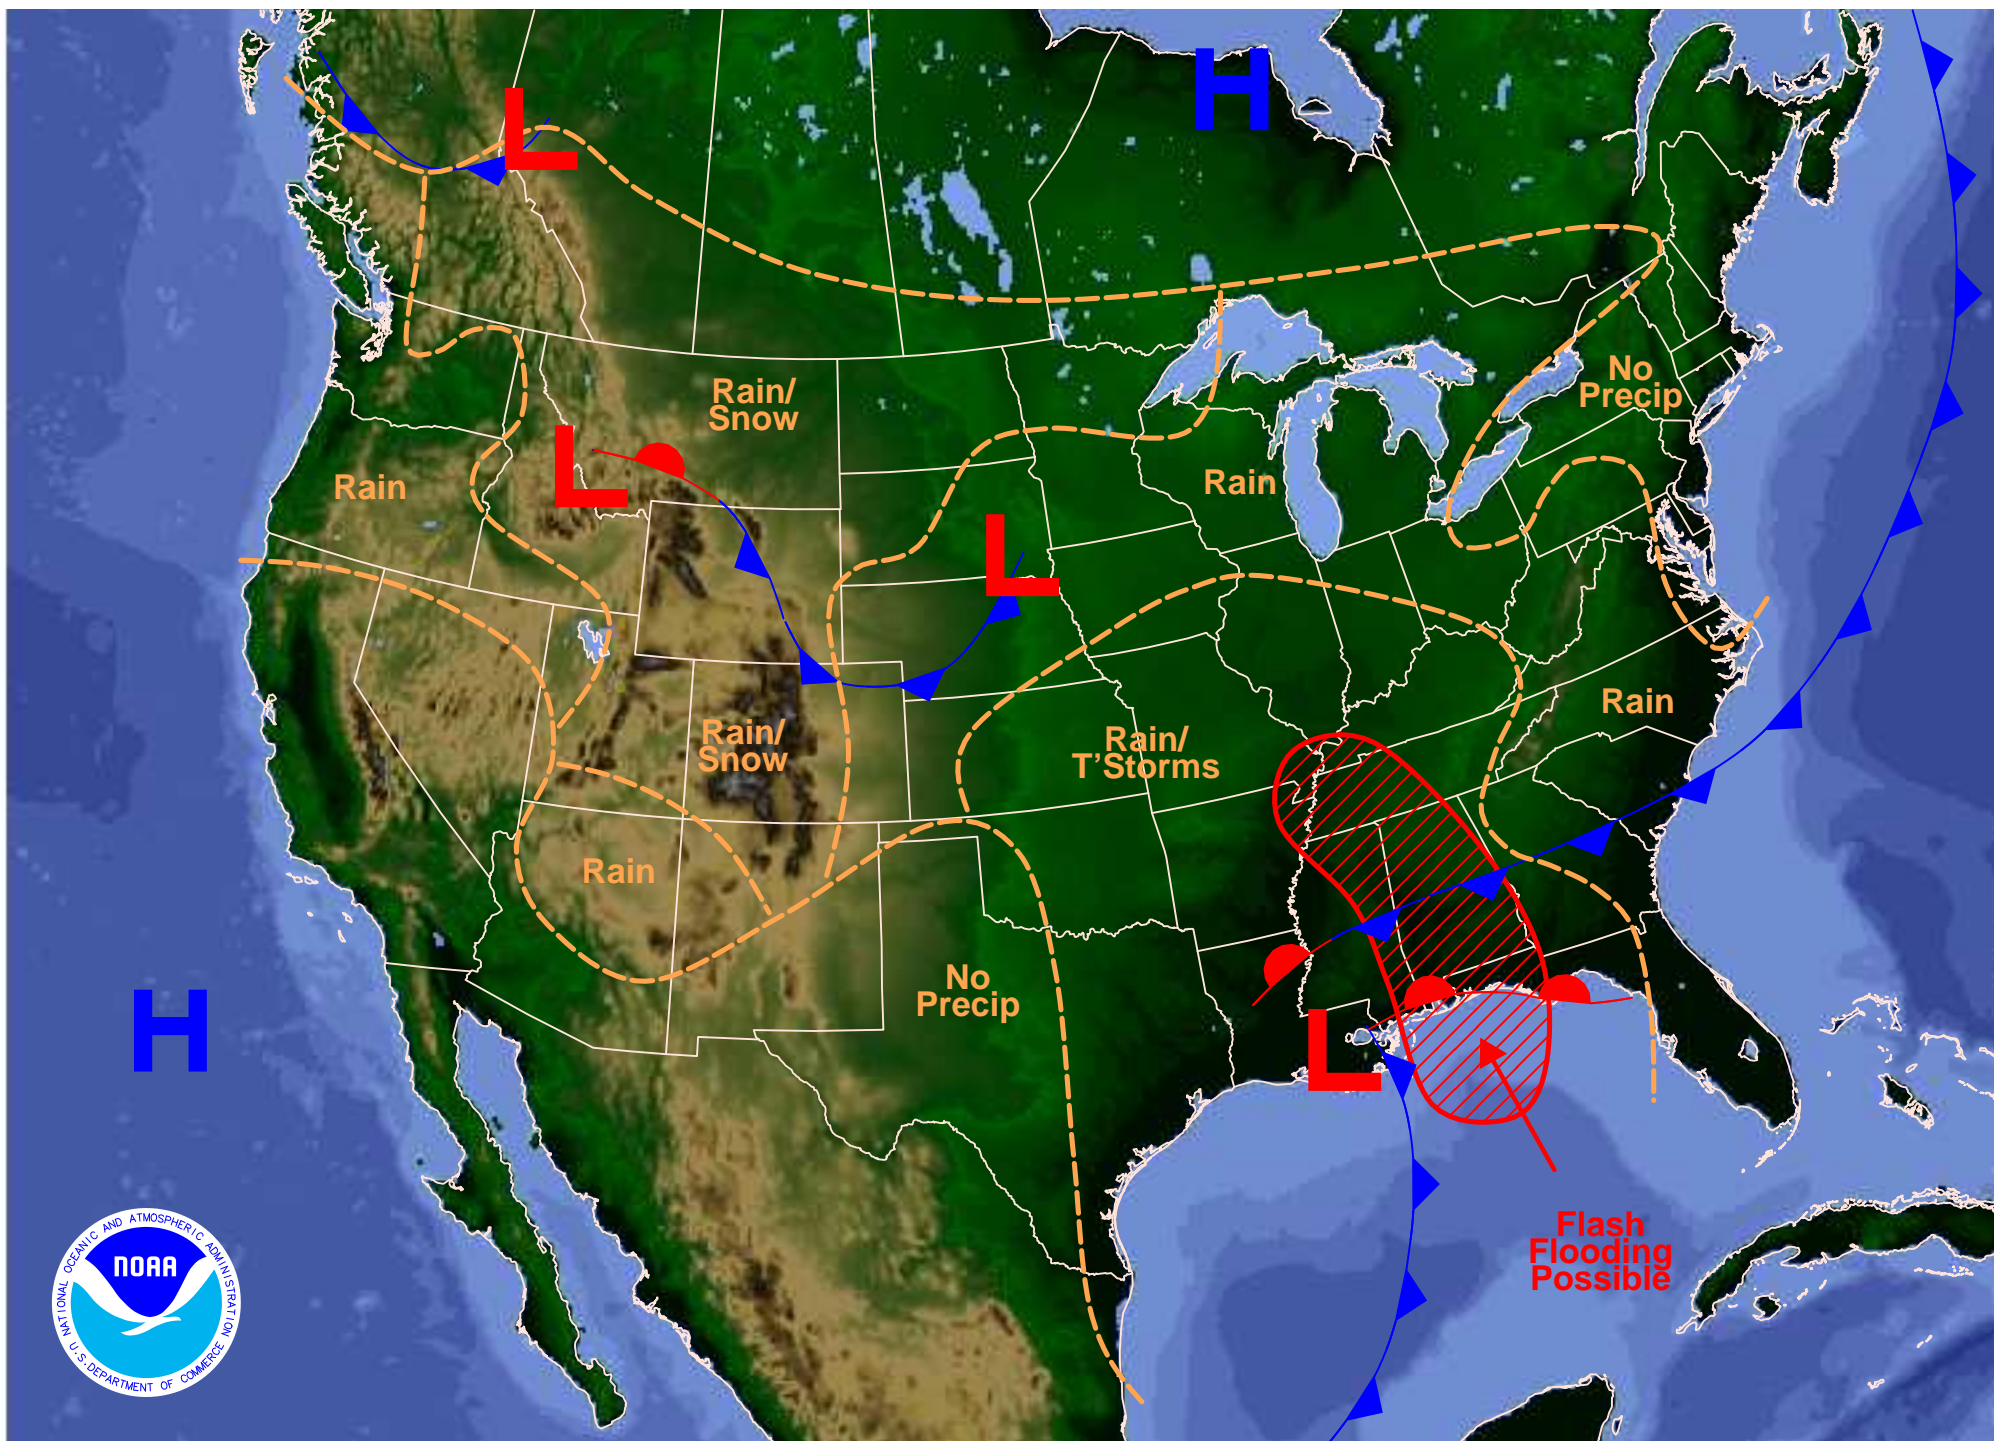 H
L
Rain/
Snow
No
Precip
L
Rain
Rain
L
Rain/
Snow
Rain/
T'Storms
Rain
Rain
No
Precip
H
L
Flash
Flooding
Possible
NATIONAL OCEANIC AND ATMOSPHERIC ADMINISTRATION
NOAA
U.S. DEPARTMENT OF COMMERCE